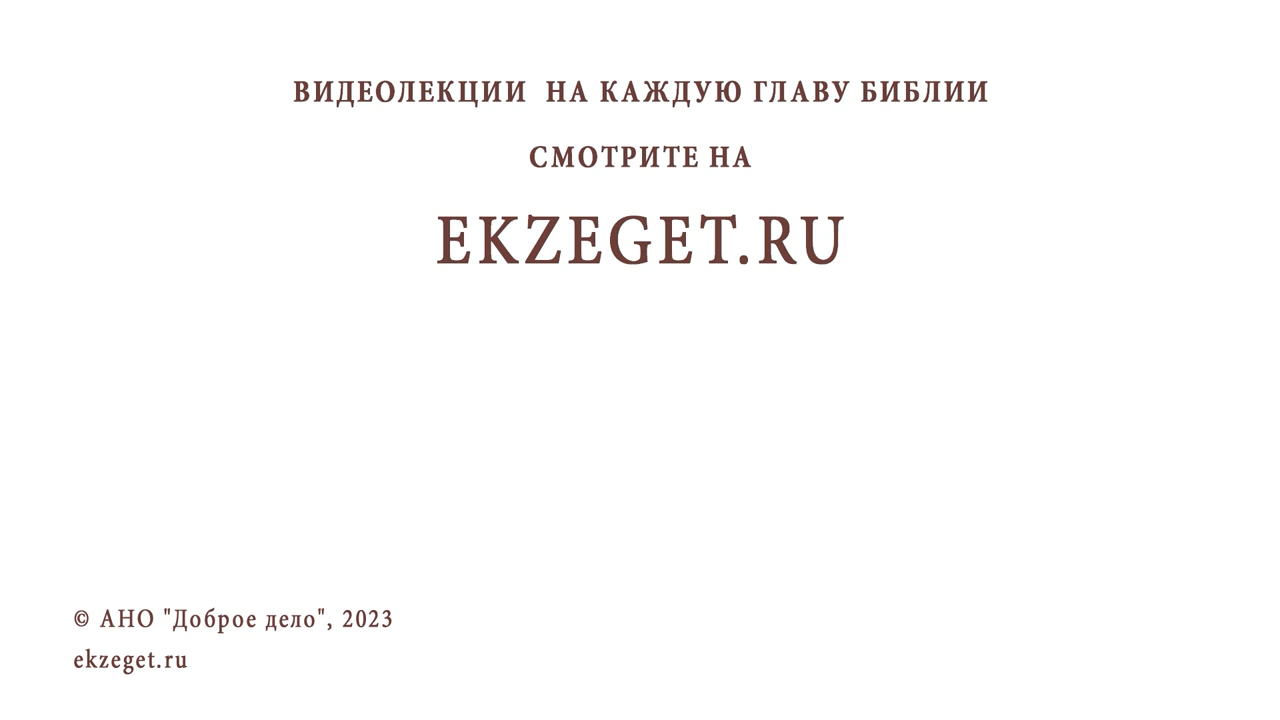 ВИДЕОЛЕКЦИИ  НА КАЖДУЮ ГЛАВУ БИБЛИИ
СМОТРИТЕ НА
EKZEGET.RU
© АНО "Доброе дело", 2023
ekzeget.ru